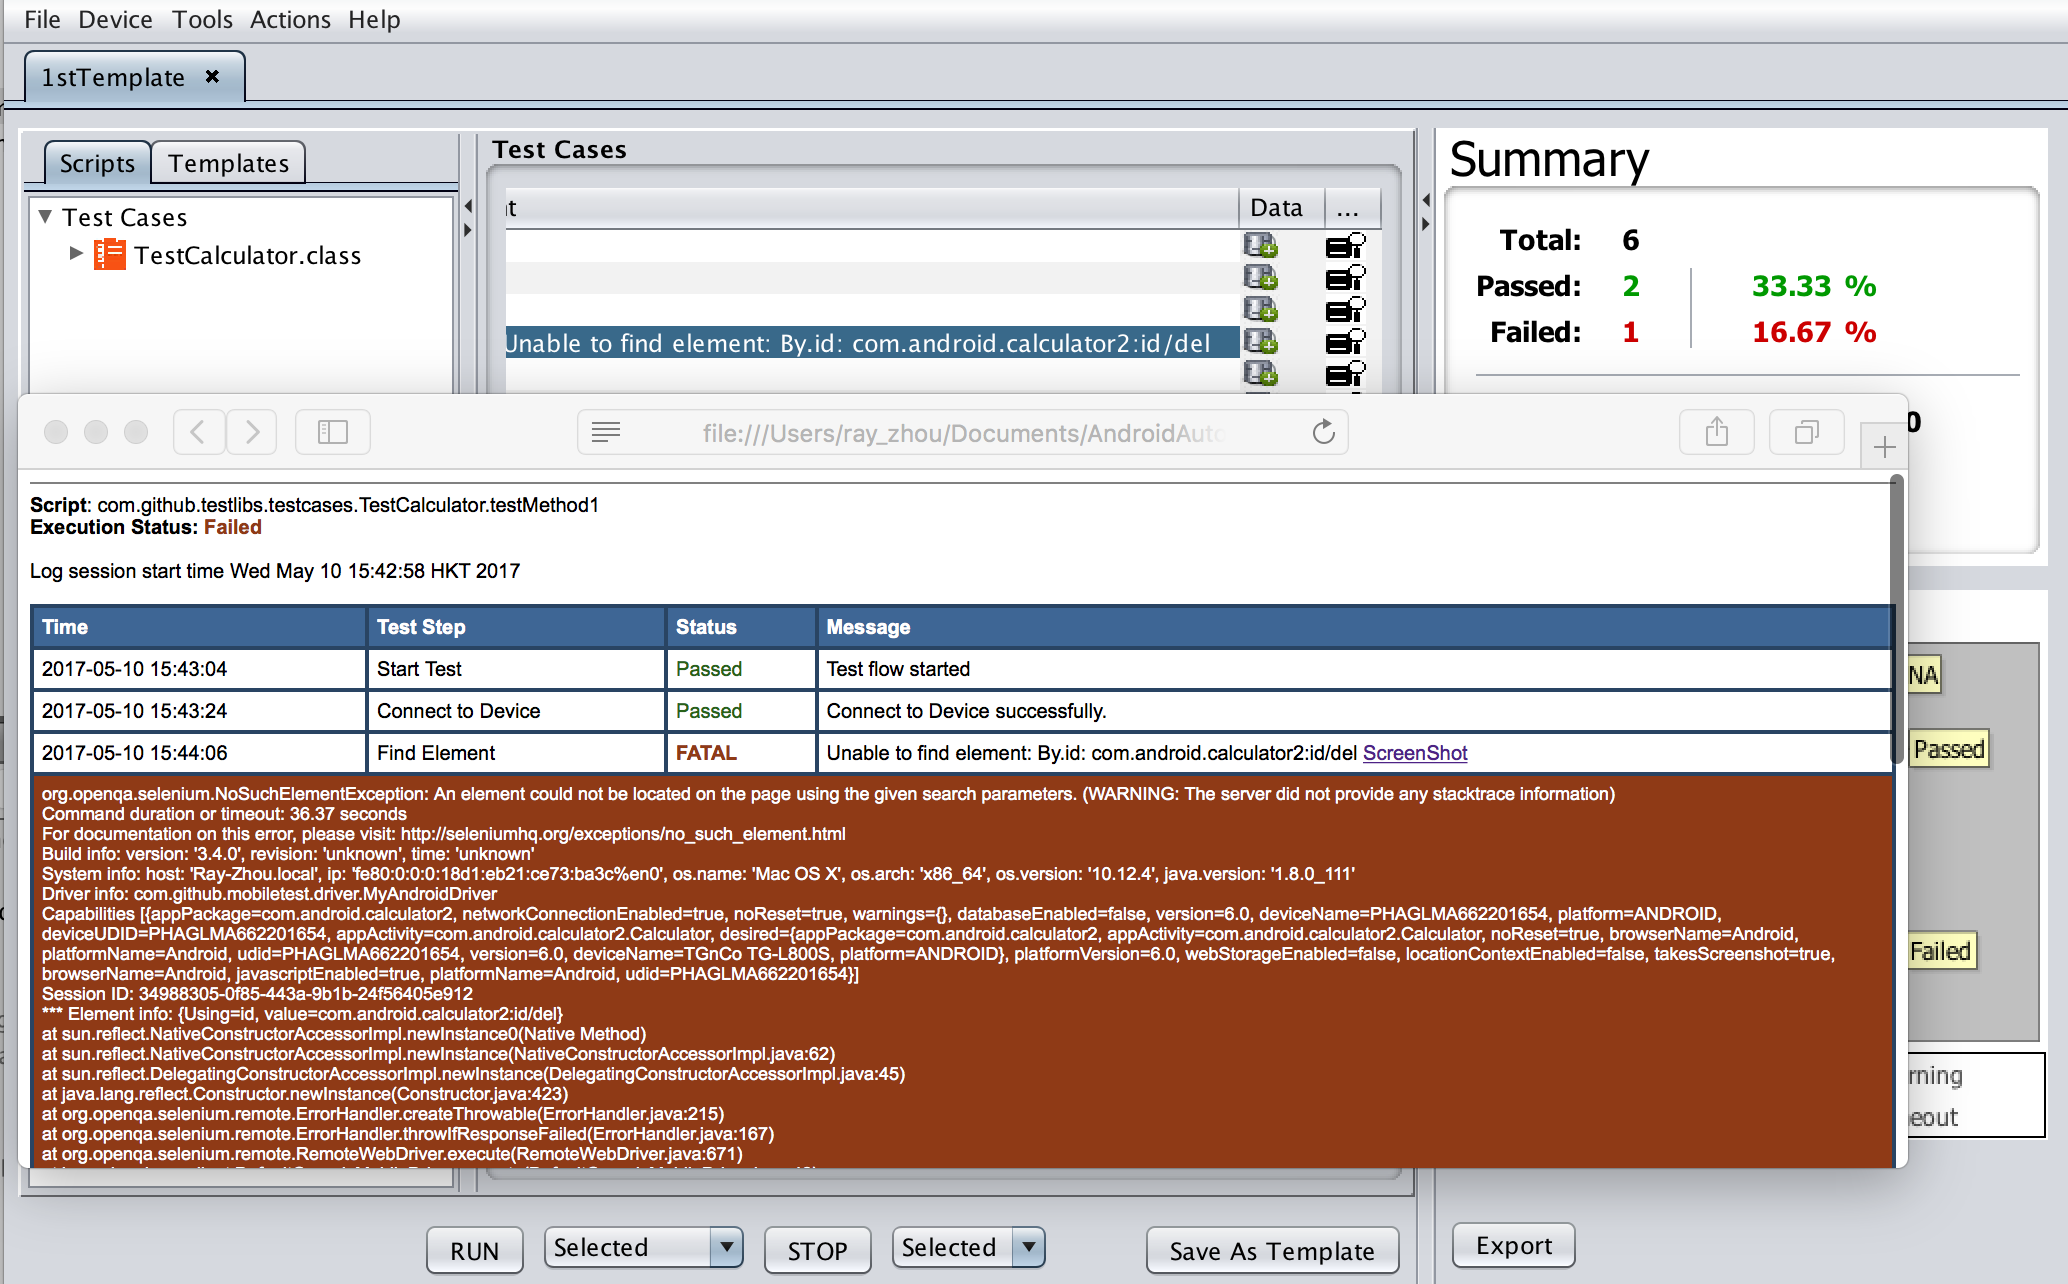 File Device Tools Actions Help
1stTemplate ×
Scripts Templates
Test Cases
TestCalculator.class
Test Cases
Data ...
Unable to find element: By.id: com.android.calculator2:id/del
Summary
Total: 6
Passed: 2 33.33 %
Failed: 1 16.67 %
0
file:///Users/ray_zhou/Documents/AndroidAuto
Script: com.github.testlibs.testcases.TestCalculator.testMethod1
Execution Status: Failed
Log session start time Wed May 10 15:42:58 HKT 2017
Time Test Step Status Message
2017-05-10 15:43:04 Start Test Passed Test flow started
2017-05-10 15:43:24 Connect to Device Passed Connect to Device successfully.
2017-05-10 15:44:06 Find Element FATAL Unable to find element: By.id: com.android.calculator2:id/del ScreenShot
org.openqa.selenium.NoSuchElementException: An element could not be located on the page using the given search parameters. (WARNING: The server did not provide any stacktrace information)
Command duration or timeout: 36.37 seconds
For documentation on this error, please visit: http://seleniumhq.org/exceptions/no_such_element.html
Build info: version: '3.4.0', revision: 'unknown', time: 'unknown'
System info: host: 'Ray-Zhou.local', ip: 'fe80:0:0:0:18d1:eb21:ce73:ba3c%en0', os.name: 'Mac OS X', os.arch: 'x86_64', os.version: '10.12.4', java.version: '1.8.0_111'
Driver info: com.github.mobiletest.driver.MyAndroidDriver
Capabilities [{appPackage=com.android.calculator2, networkConnectionEnabled=true, noReset=true, warnings={}, databaseEnabled=false, version=6.0, deviceName=PHAGLMA662201654, platform=ANDROID,
deviceUDID=PHAGLMA662201654, appActivity=com.android.calculator2.Calculator, desired={appPackage=com.android.calculator2, appActivity=com.android.calculator2.Calculator, noReset=true, browserName=Android,
platformName=Android, udid=PHAGLMA662201654, version=6.0, deviceName=TGnCo TG-L800S, platform=ANDROID}, platformVersion=6.0, webStorageEnabled=false, locationContextEnabled=false, takesScreenshot=true,
browserName=Android, javascriptEnabled=true, platformName=Android, udid=PHAGLMA662201654}]
Session ID: 34988305-0f85-443a-9b1b-24f56405e912
*** Element info: {Using=id, value=com.android.calculator2:id/del}
at sun.reflect.NativeConstructorAccessorImpl.newInstance0(Native Method)
at sun.reflect.NativeConstructorAccessorImpl.newInstance(NativeConstructorAccessorImpl.java:62)
at sun.reflect.DelegatingConstructorAccessorImpl.newInstance(DelegatingConstructorAccessorImpl.java:45)
at java.lang.reflect.Constructor.newInstance(Constructor.java:423)
at org.openqa.selenium.remote.ErrorHandler.createThrowable(ErrorHandler.java:215)
at org.openqa.selenium.remote.ErrorHandler.throwIfResponseFailed(ErrorHandler.java:167)
at org.openqa.selenium.remote.RemoteWebDriver.execute(RemoteWebDriver.java:671)
NA
Passed
Failed
rning
eout
RUN Selected STOP Selected Save As Template Export